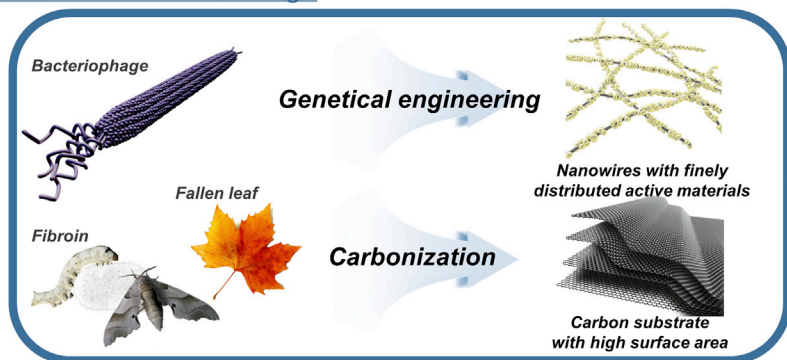 Bacteriophage
Genetical engineering
Nanowires with finely
distributed active materials
Fallen leaf
Fibroin
Carbonization
Carbon substrate
with high surface area